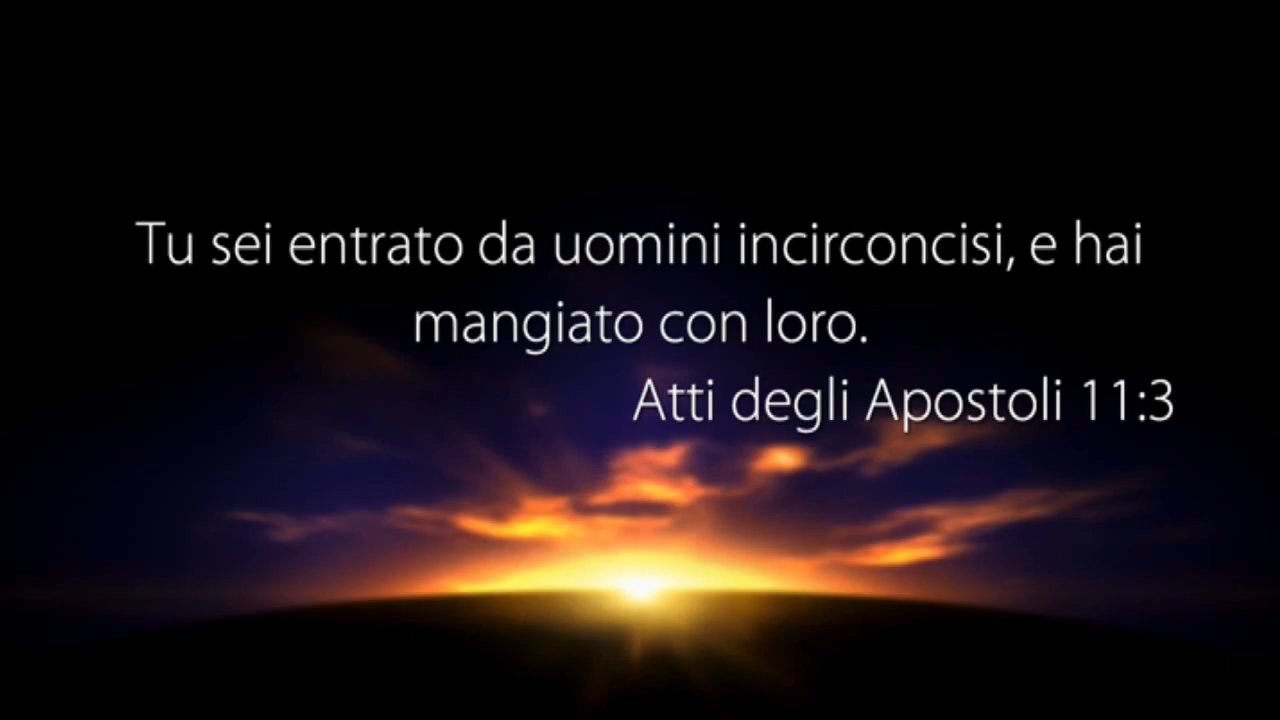 Tu sei entrato da uomini incirconcisi, e hai
mangiato con loro.
Atti degli Apostoli 11:3